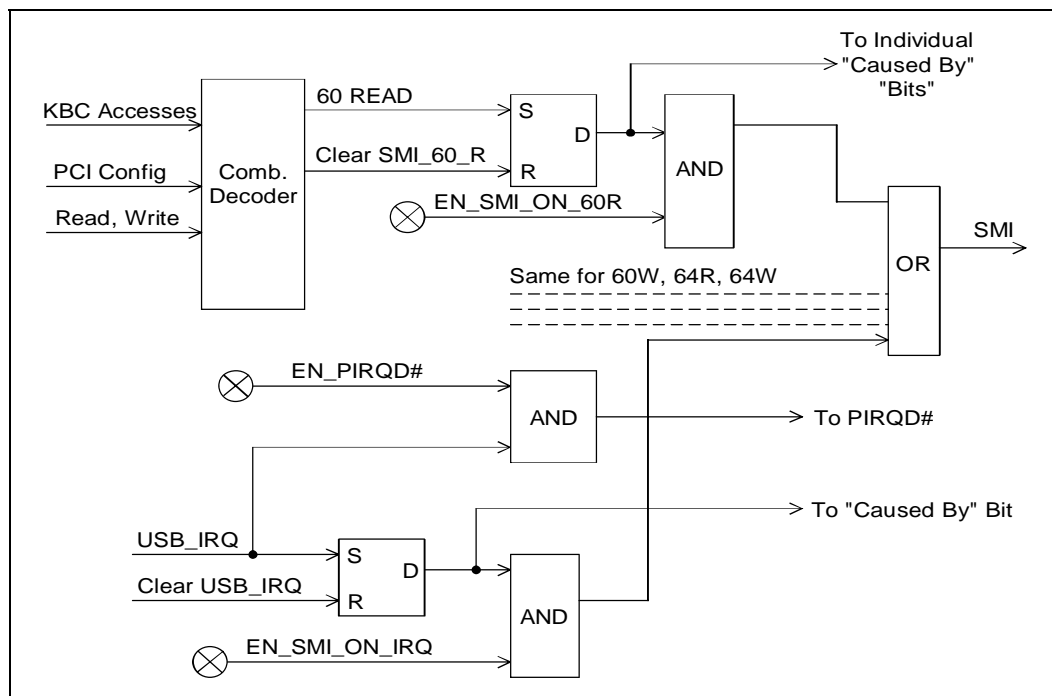 To Individual
"Caused By"
"Bits"
KBC Accesses
60 READ
S
D
Clear SMI_60_R
R
AND
PCI Config
Comb.
Decoder
EN_SMI_ON_60R
Read, Write
SMI
OR
Same for 60W, 64R, 64W
EN_PIRQD#
AND
To PIRQD#
To "Caused By" Bit
USB_IRQ
S
D
Clear USB_IRQ
R
AND
EN_SMI_ON_IRQ